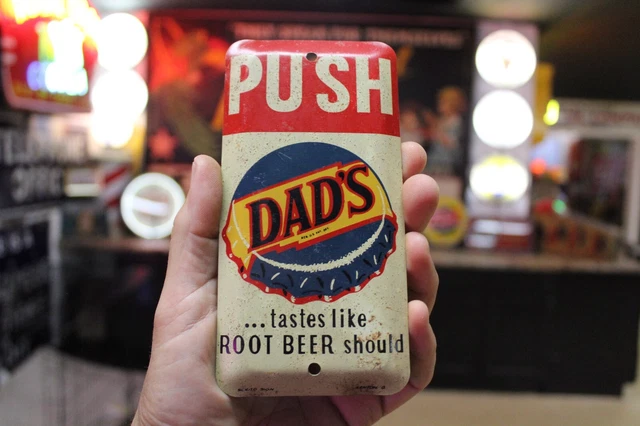 PUSH
DAD'S
...tastes like
ROOT BEER should